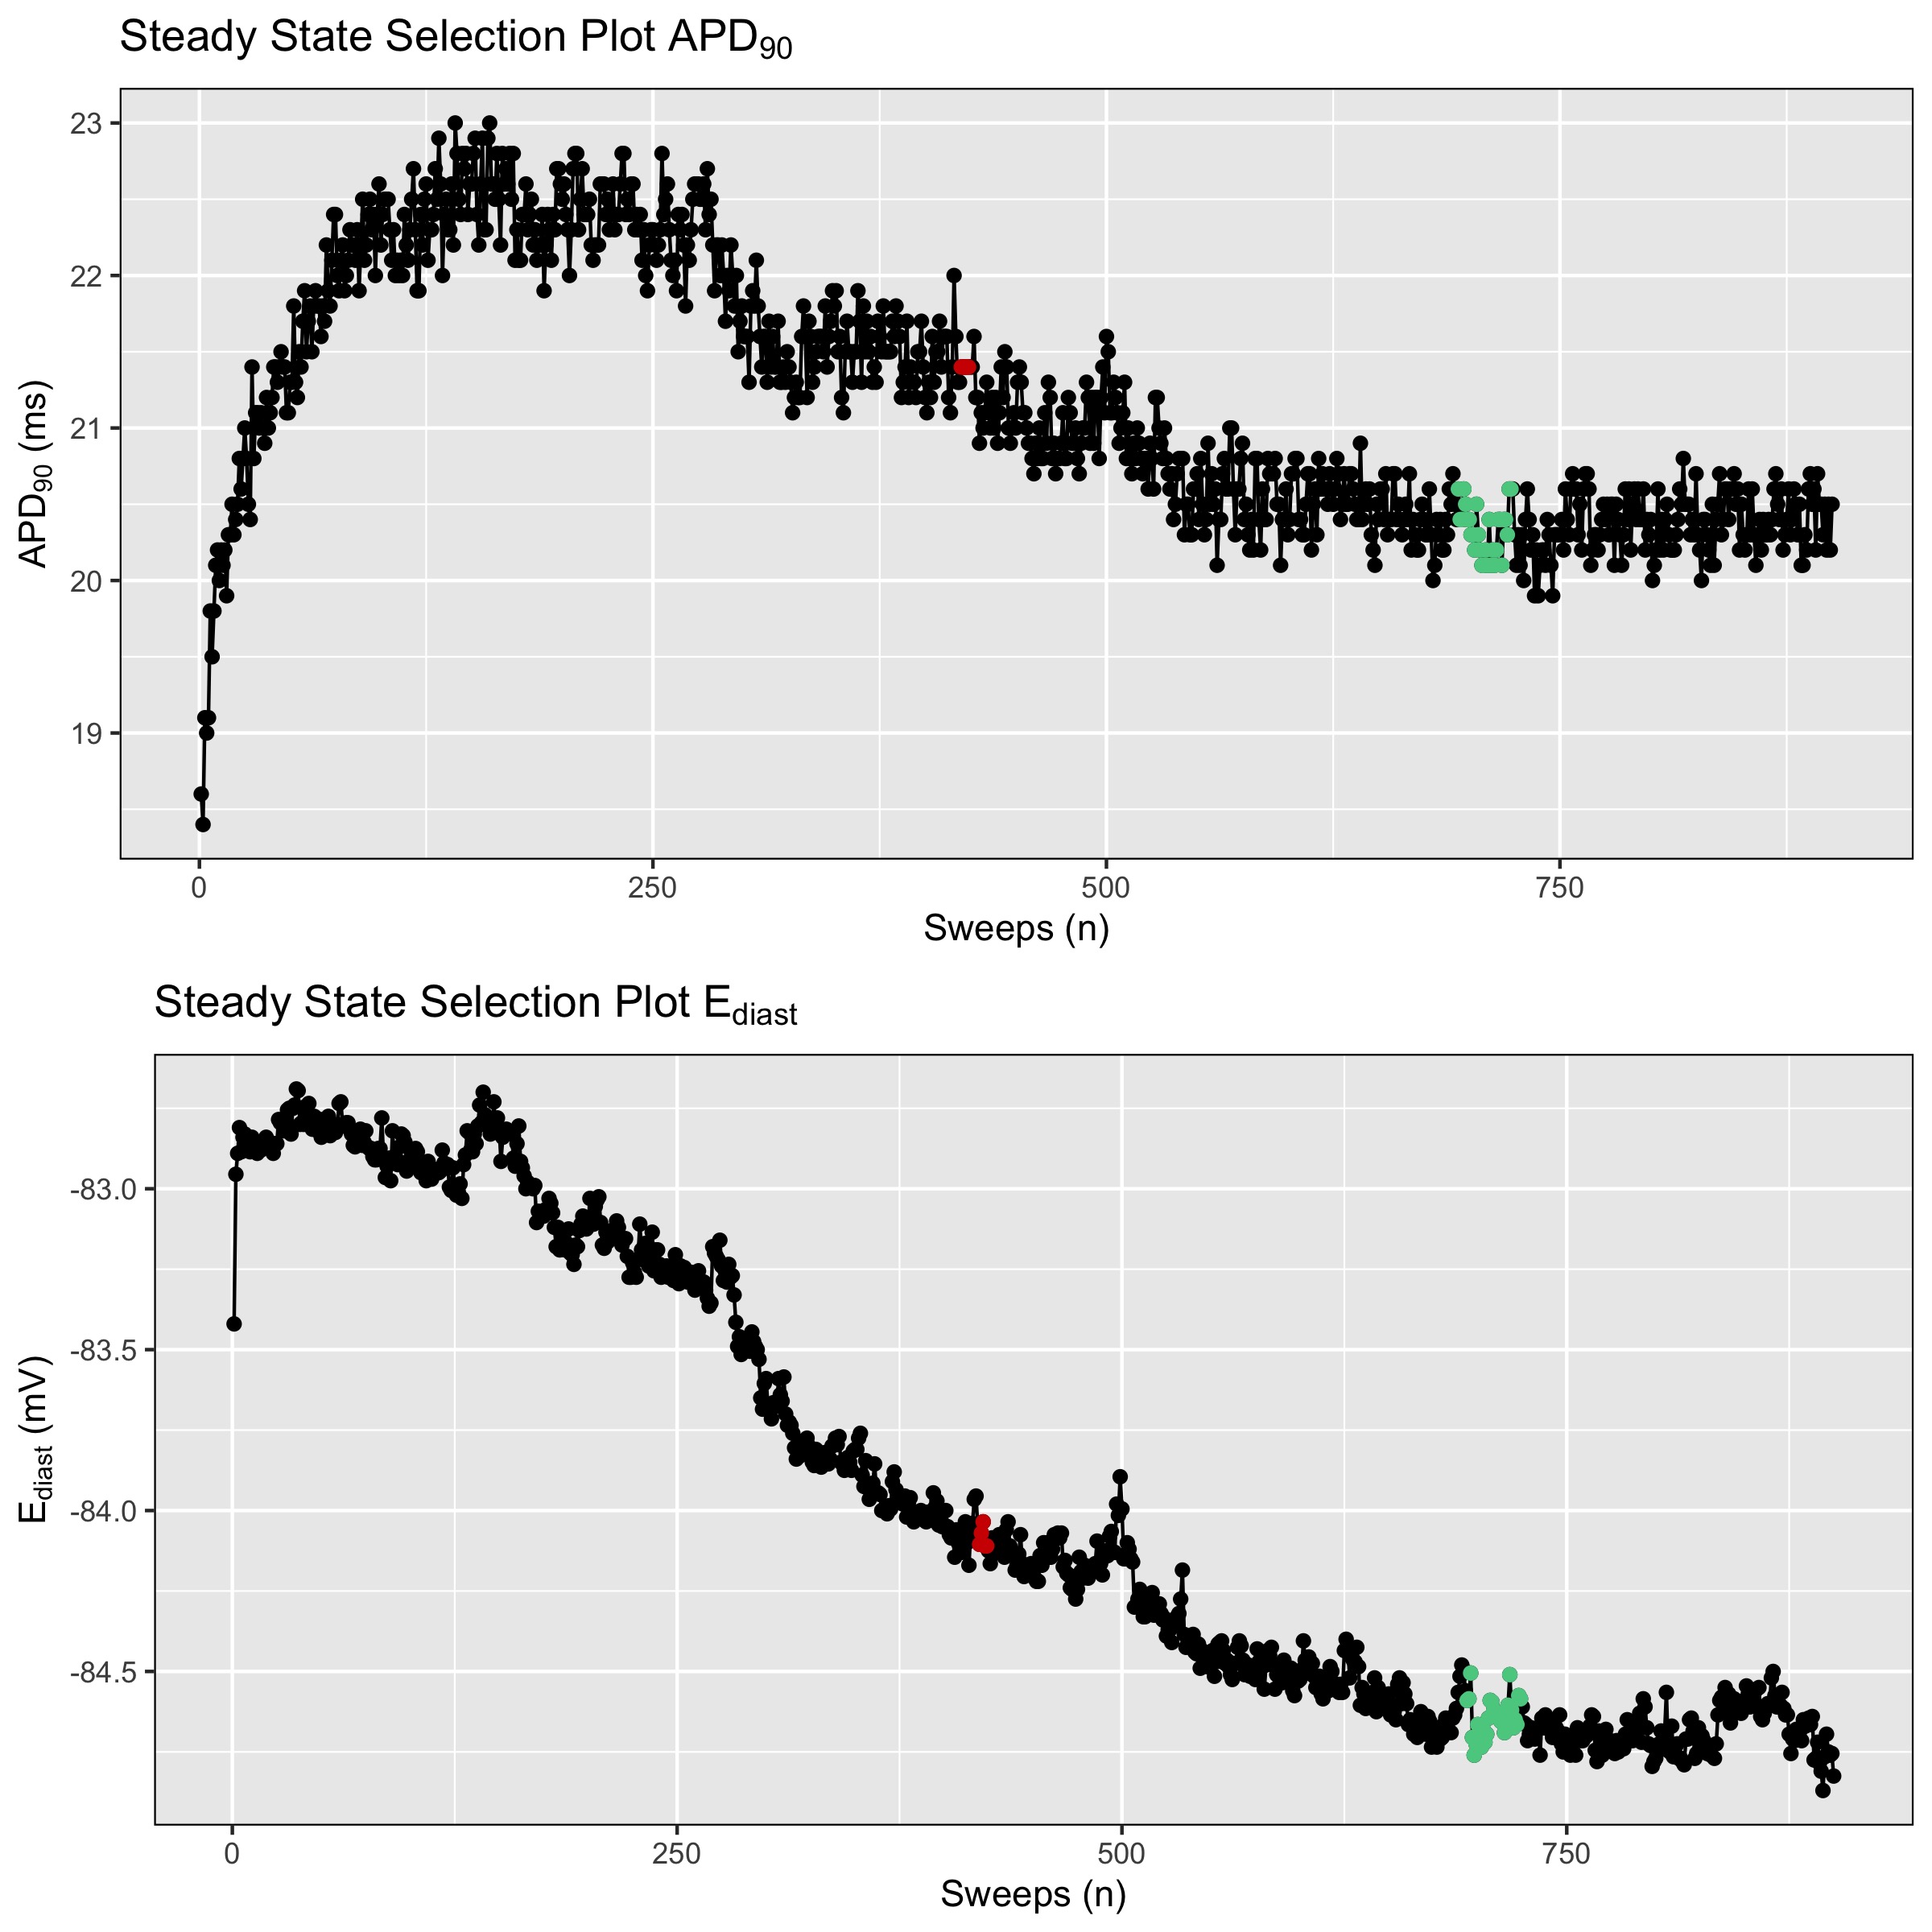 Steady State Selection Plot APD90
23
22
21
20
19
APD90 (ms)
0 250 500 750
Sweeps (n)
Steady State Selection Plot Ediast
-83.0
-83.5
-84.0
-84.5
Ediast (mV)
0 250 500 750
Sweeps (n)